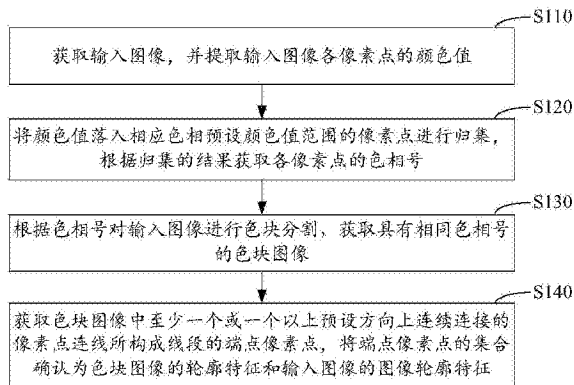 S110
获取输入图像，并提取输入图像各像素点的颜色值
S120
将颜色值落入相应色相预设颜色值范围的像素点进行归集，
根据归集的结果获取各像素点的色相号
S130
根据色相号对输入图像进行色块分割、获取具有相同色相号
的色块图像
S140
获取色块图像中至少一个或一个以上预设方向上连续连接的
像素点连线所构成线段的端点像素点，将端点像素点的集合
确认为色块图像的轮廓特征和输入图像的图像轮廓特征